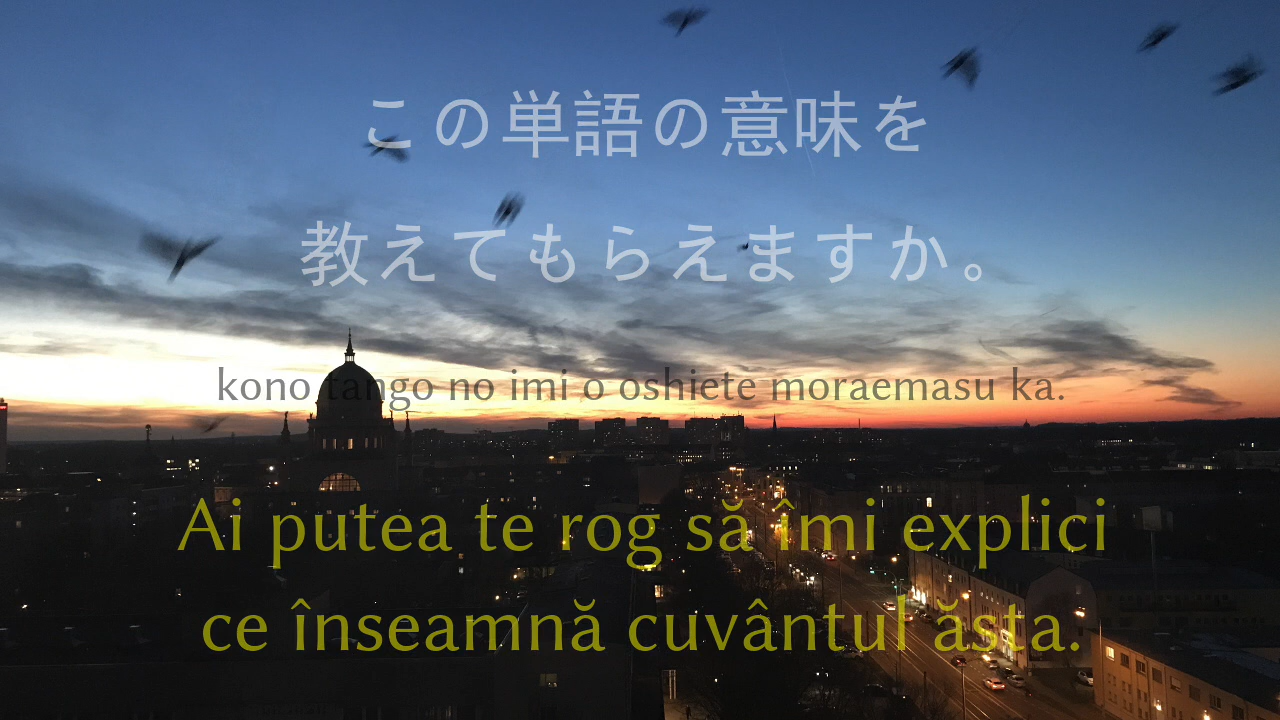 この単語の意味を
教えてもらえますか。
kono tango no imi o oshiete moraemasu ka.
Ai putea te rog să îmi explici
ce înseamnă cuvântul ăsta.